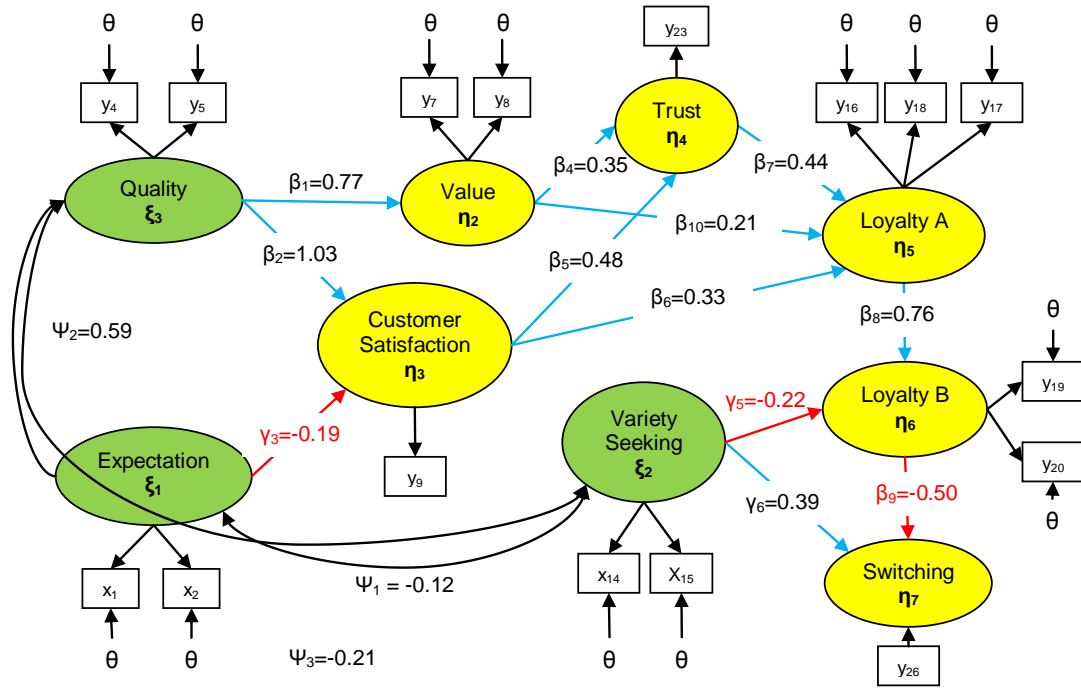 θ θ θ θ θ θ θ
y23
y4 y5 y7 y8 y16 y18 y17
Trust
η4
β4=0.35
β7=0.44
Quality
ξ3
β1=0.77
Value
η2
Loyalty A
η5
β10=0.21
β2=1.03
β5=0.48
β6=0.33
β8=0.76
Ψ2=0.59
Customer
Satisfaction
η3
θ
y19
γ3=-0.19
Variety
Seeking
ξ2
γ5=-0.22
Loyalty B
η6
Expectation
ξ1
y9
y20
γ6=0.39
β9=-0.50
θ
x1 x2
Ψ1 = -0.12
x14 X15
Switching
η7
θ θ
Ψ3=-0.21
θ θ
y26